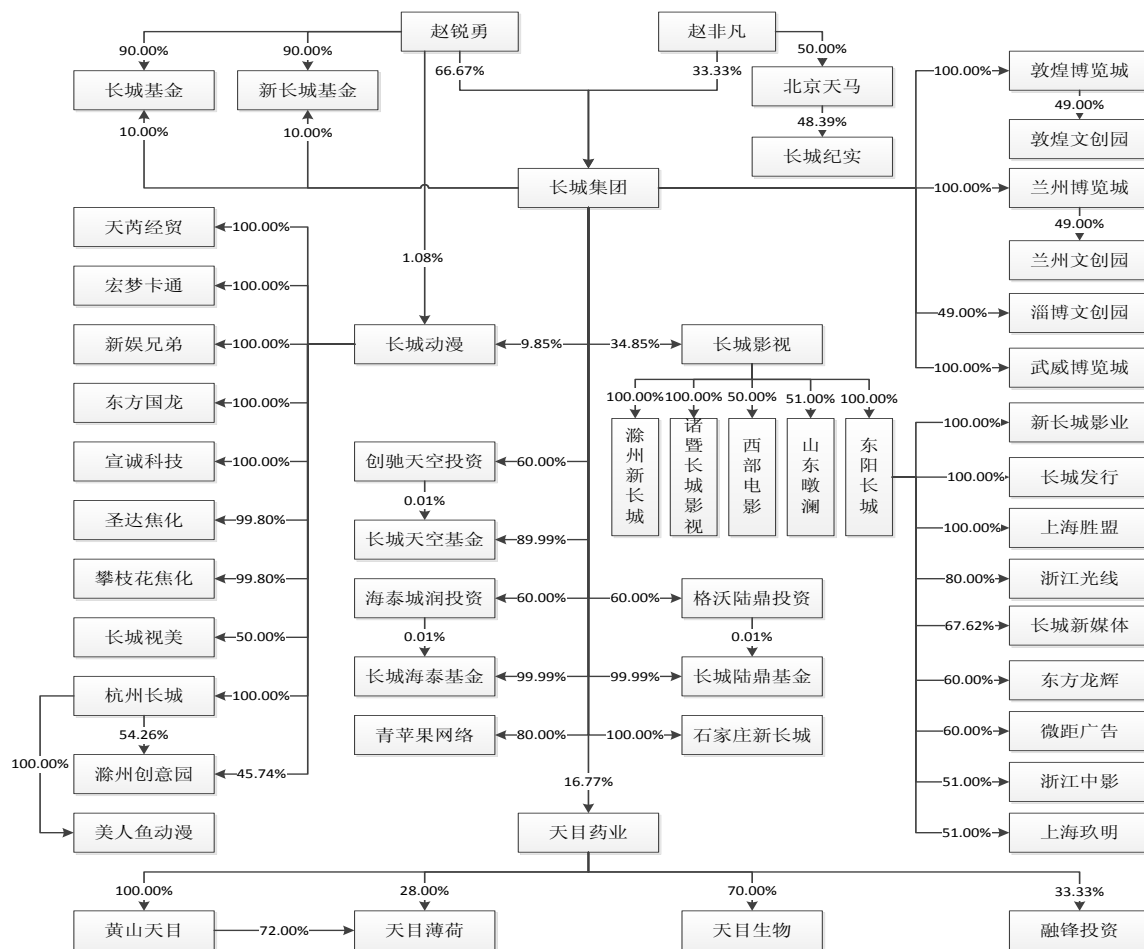 赵锐勇
赵非凡
90.00%
90.00%
66.67%
33.33%
50.00%
长城基金
新长城基金
北京天马
100.00%
敦煌博览城
49.00%
10.00%
10.00%
48.39%
敦煌文创园
长城纪实
长城集团
100.00%
兰州博览城
49.00%
兰州文创园
天芮经贸
100.00%
1.08%
宏梦卡通
100.00%
49.00%
淄博文创园
新娱兄弟
100.00%
长城动漫
9.85%
34.85%
长城影视
100.00%
武威博览城
东方国龙
100.00%
100.00%
100.00%
50.00%
51.00%
100.00%
滁州新长城
诸暨长城影视
西部电影
山东暾澜
东阳长城
100.00%
新长城影业
宣诚科技
100.00%
创驰天空投资
60.00%
100.00%
长城发行
0.01%
圣达焦化
99.80%
长城天空基金
89.99%
100.00%
上海胜盟
攀枝花焦化
99.80%
80.00%
浙江光线
海泰城润投资
60.00%
60.00%
格沃陆鼎投资
67.62%
长城新媒体
长城视美
50.00%
0.01%
0.01%
长城海泰基金
99.99%
99.99%
长城陆鼎基金
60.00%
东方龙辉
杭州长城
100.00%
54.26%
青苹果网络
80.00%
100.00%
石家庄新长城
60.00%
微距广告
100.00%
滁州创意园
45.74%
16.77%
51.00%
浙江中影
美人鱼动漫
天目药业
51.00%
上海玖明
100.00%
28.00%
70.00%
33.33%
黄山天目
72.00%
天目薄荷
天目生物
融锋投资